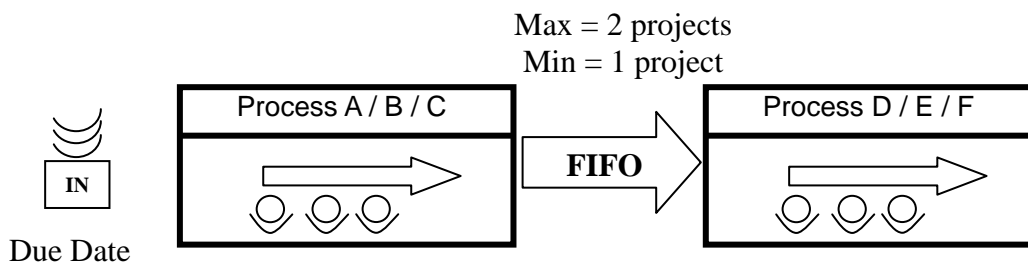 Max = 2 projects
Min = 1 project
Process A / B / C
Process D / E / F
IN
FIFO
Due Date